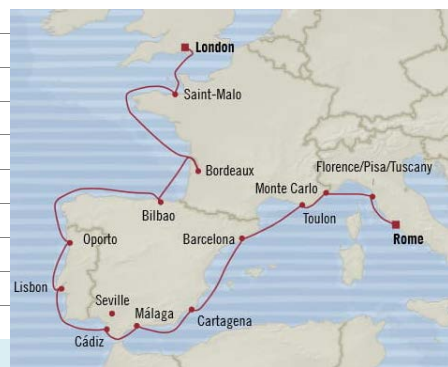 London
Saint-Malo
Bordeaux
Florence/Pisa/Tuscany
Monte Carlo
Bilbao
Toulon
Oporto
Barcelona
Rome
Lisbon
Seville
Málaga
Cartagena
Cádiz